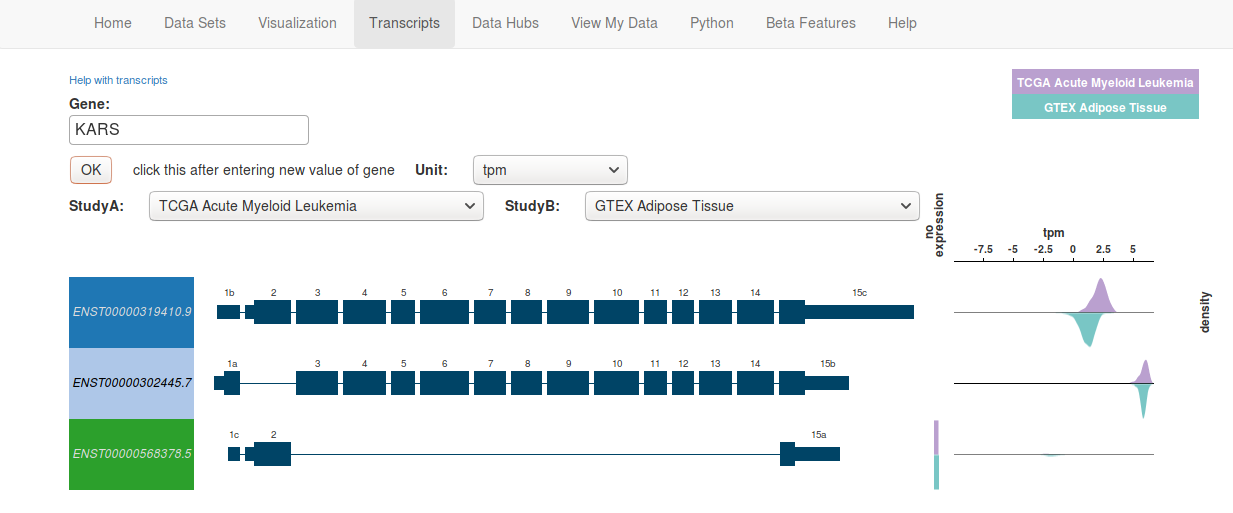 Home Data Sets Visualization Transcripts Data Hubs View My Data Python Beta Features Help
Help with transcripts
TCGA Acute Myeloid Leukemia
Gene:
GTEX Adipose Tissue
KARS
OK click this after entering new value of gene Unit: tpm
StudyA: TCGA Acute Myeloid Leukemia StudyB: GTEX Adipose Tissue
no
expression
tpm
-7.5 -5 -2.5 0 2.5 5
1b 2 3 4 5 6 7 8 9 10 11 12 13 14 15c
ENST00000319410.9
density
1a 3 4 5 6 7 8 9 10 11 12 13 14 15b
ENST00000302445.7
1c 2 15a
ENST00000568378.5